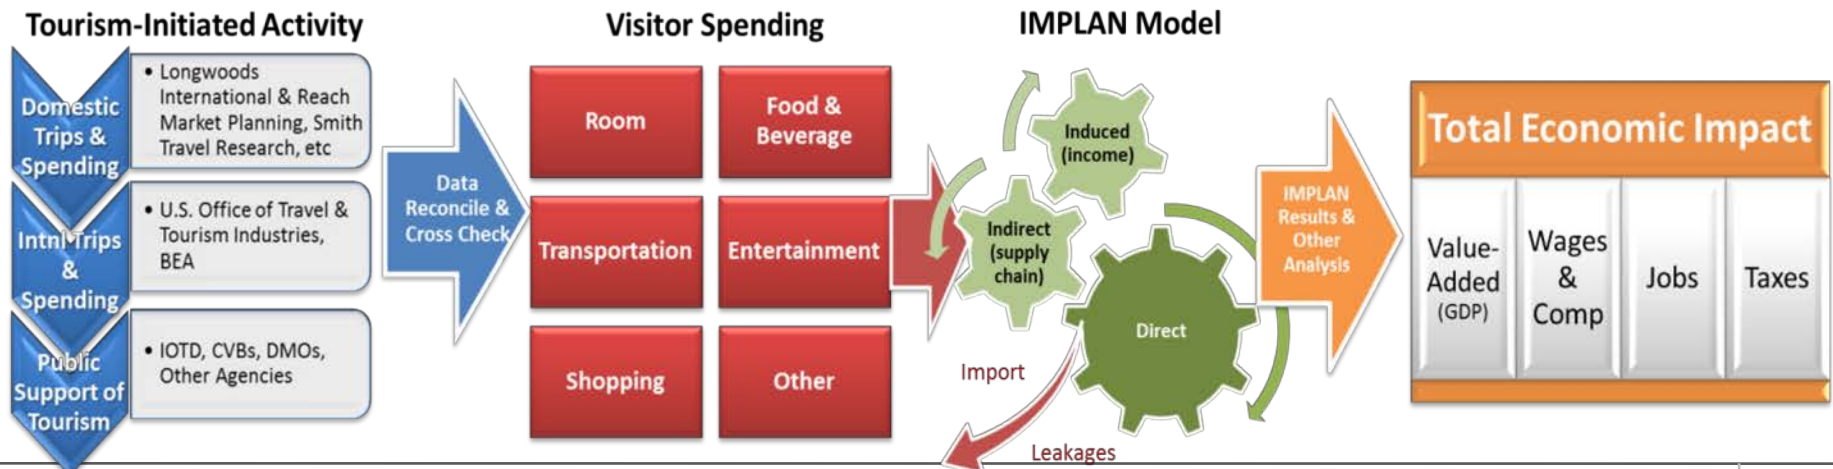 Tourism-Initiated Activity
Domestic
Trips &
Spending
• Longwoods
International & Reach
Market Planning, Smith
Travel Research, etc
Intnl Trips
&
Spending
• U.S. Office of Travel &
Tourism Industries,
BEA
Public
Support of
Tourism
• IOTD, CVBs, DMOs,
Other Agencies
Data
Reconcile &
Cross Check
Visitor Spending
Room
Food &
Beverage
Transportation
Entertainment
Shopping
Other
IMPLAN Model
Induced
(income)
Indirect
(supply
chain)
Direct
Import
Leakages
IMPLAN
Results &
Other
Analysis
Total Economic Impact
Value-
Added
(GDP)
Wages
&
Comp
Jobs
Taxes